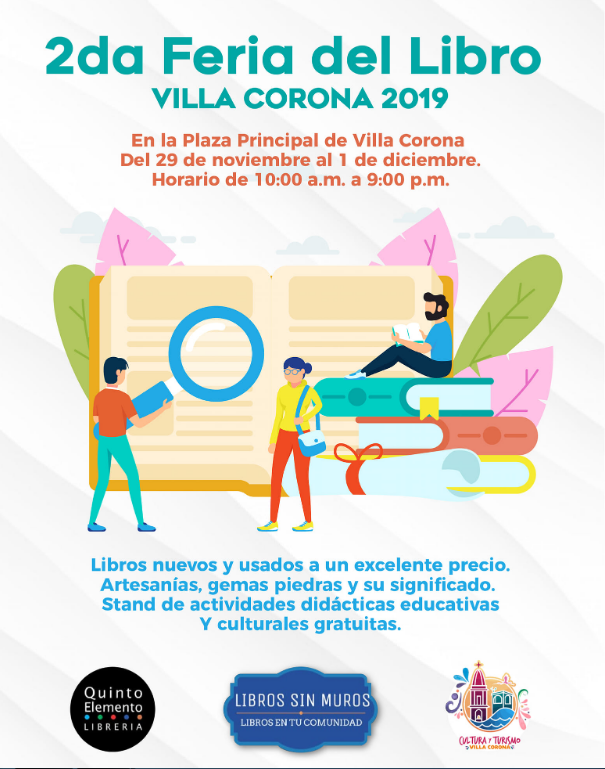 2da Feria del Libro
VILLA CORONA 2019
En la Plaza Principal de Villa Corona
Del 29 de noviembre al 1 de diciembre.
Horario de 10:00 a.m. a 9:00 p.m.
Libros nuevos y usados a un excelente precio.
Artesanías, gemas piedras y su significado.
Stand de actividades didácticas educativas
Y culturales gratuitas.
Quinto
Elemento
LIBRERIA
LIBROS SIN MUROS
LIBROS EN TU COMUNIDAD
CULTURA Y TURISMO
VILLA CORONA